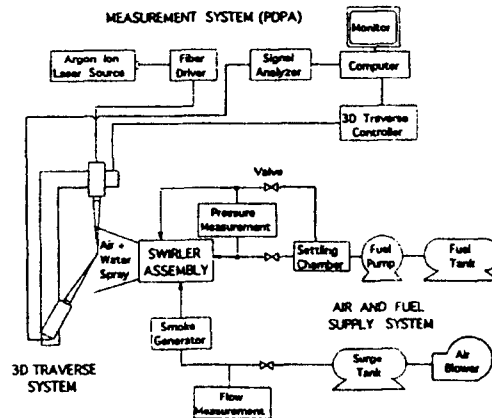 MEASUREMENT SYSTEM (PDPA)
Monitor
Argon Ion
Laser Source
Fiber
Driver
Signal
Analyzer
Computer
3D Traverse
Controller
Valve
Pressure
Measurement
Air +
Water
Spray
SWIRLER
ASSEMBLY
Settling
Chamber
Fuel
Pump
Fuel
Tank
Smoke
Generator
AIR AND FUEL
SUPPLY SYSTEM
3D TRAVERSE
SYSTEM
Flow
Measurement
Surge
Tank
Air
Blower